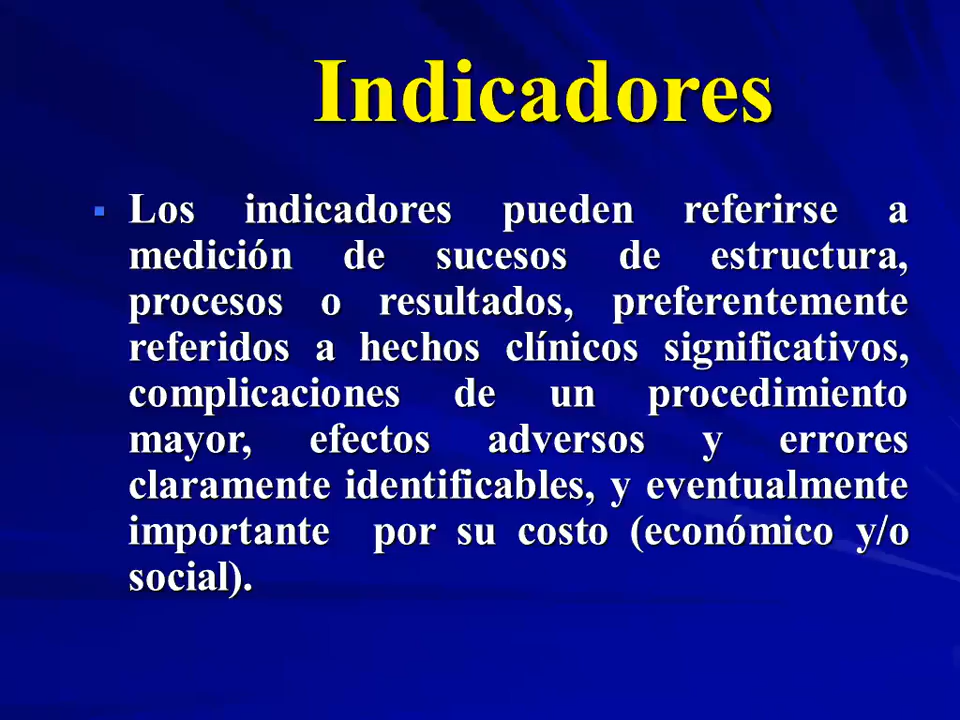 Indicadores
▪ Los indicadores pueden referirse a
medición de sucesos de estructura,
procesos o resultados, preferentemente
referidos a hechos clínicos significativos,
complicaciones de un procedimiento
mayor, efectos adversos y errores
claramente identificables, y eventualmente
importante por su costo (económico y/o
social).